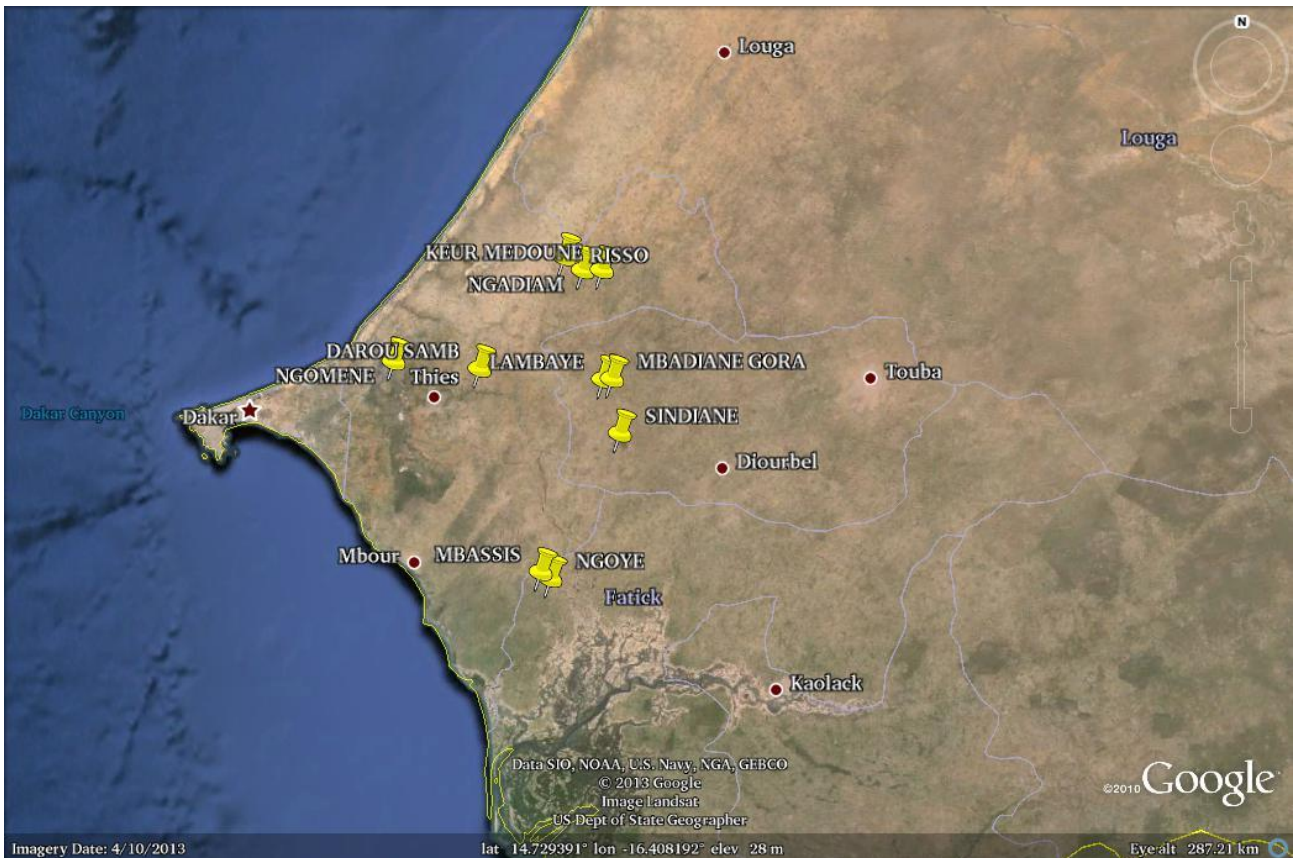 N
Louga
Louga
KEUR MEDOUNE
RISSO
NGADIAM
DAROU SAMB
LAMBAYE
MBADIANE GORA
NGOMENE
Thies
Touba
Dakar Canyon
Dakar
SINDIANE
Diourbel
Mbour
MBASSIS
NGOYE
Fatick
Kaolack
Data SIO, NOAA, U.S. Navy, NGA, GEBCO
© 2013 Google
Image Landsat
US Dept of State Geographer
©2010 Google
Imagery Date: 4/10/2013
lat 14.729391° lon -16.408192° elev 28 m
Eye alt 287.21 km